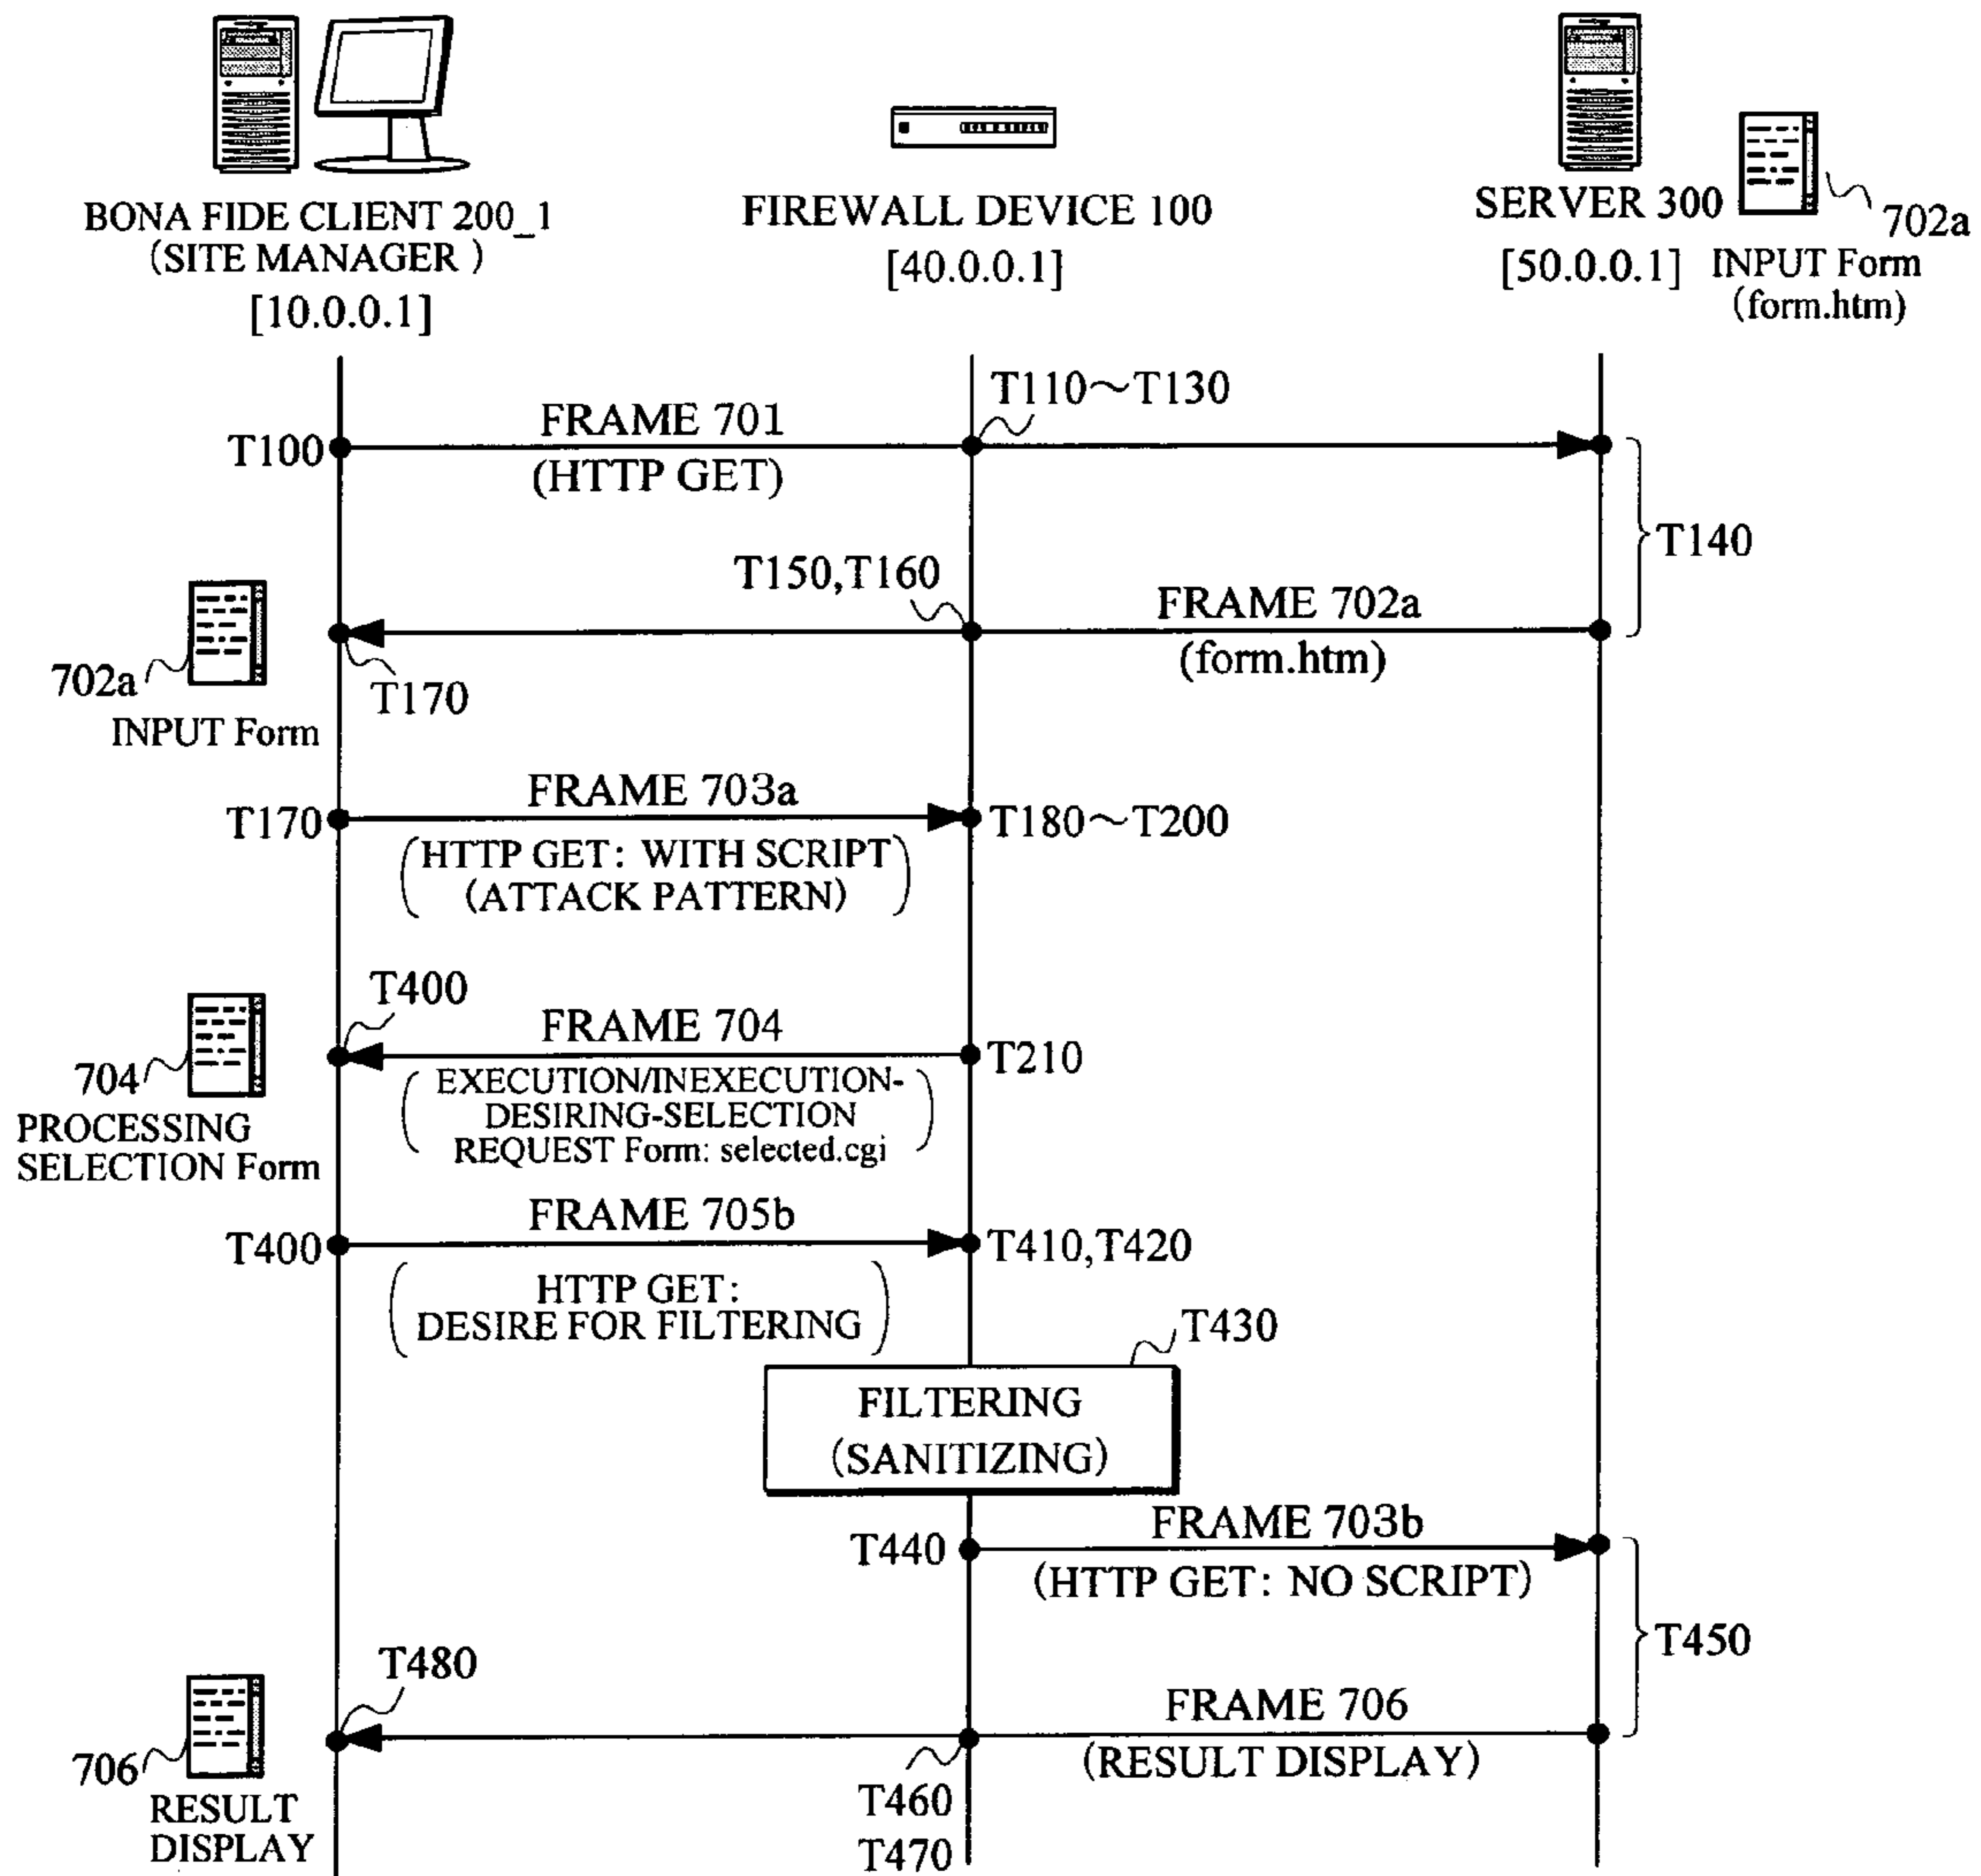 BONA FIDE CLIENT 200_1
(SITE MANAGER )
[10.0.0.1]
FIREWALL DEVICE 100
[40.0.0.1]
SERVER 300
[50.0.0.1]
702a
INPUT Form
(form.htm)
T110～T130
T100
FRAME 701
(HTTP GET)
T140
T150,T160
FRAME 702a
(form.htm)
702a
INPUT Form
T170
T170
FRAME 703a
(HTTP GET: WITH SCRIPT
(ATTACK PATTERN))
T180～T200
T400
FRAME 704
T210
(EXECUTION/INEXECUTION-
DESIRING-SELECTION
REQUEST Form: selected.cgi)
704
PROCESSING
SELECTION Form
T400
FRAME 705b
T410,T420
(HTTP GET:
DESIRE FOR FILTERING)
T430
FILTERING
(SANITIZING)
T440
FRAME 703b
(HTTP GET: NO SCRIPT)
T450
T480
FRAME 706
(RESULT DISPLAY)
706
RESULT
DISPLAY
T460
T470